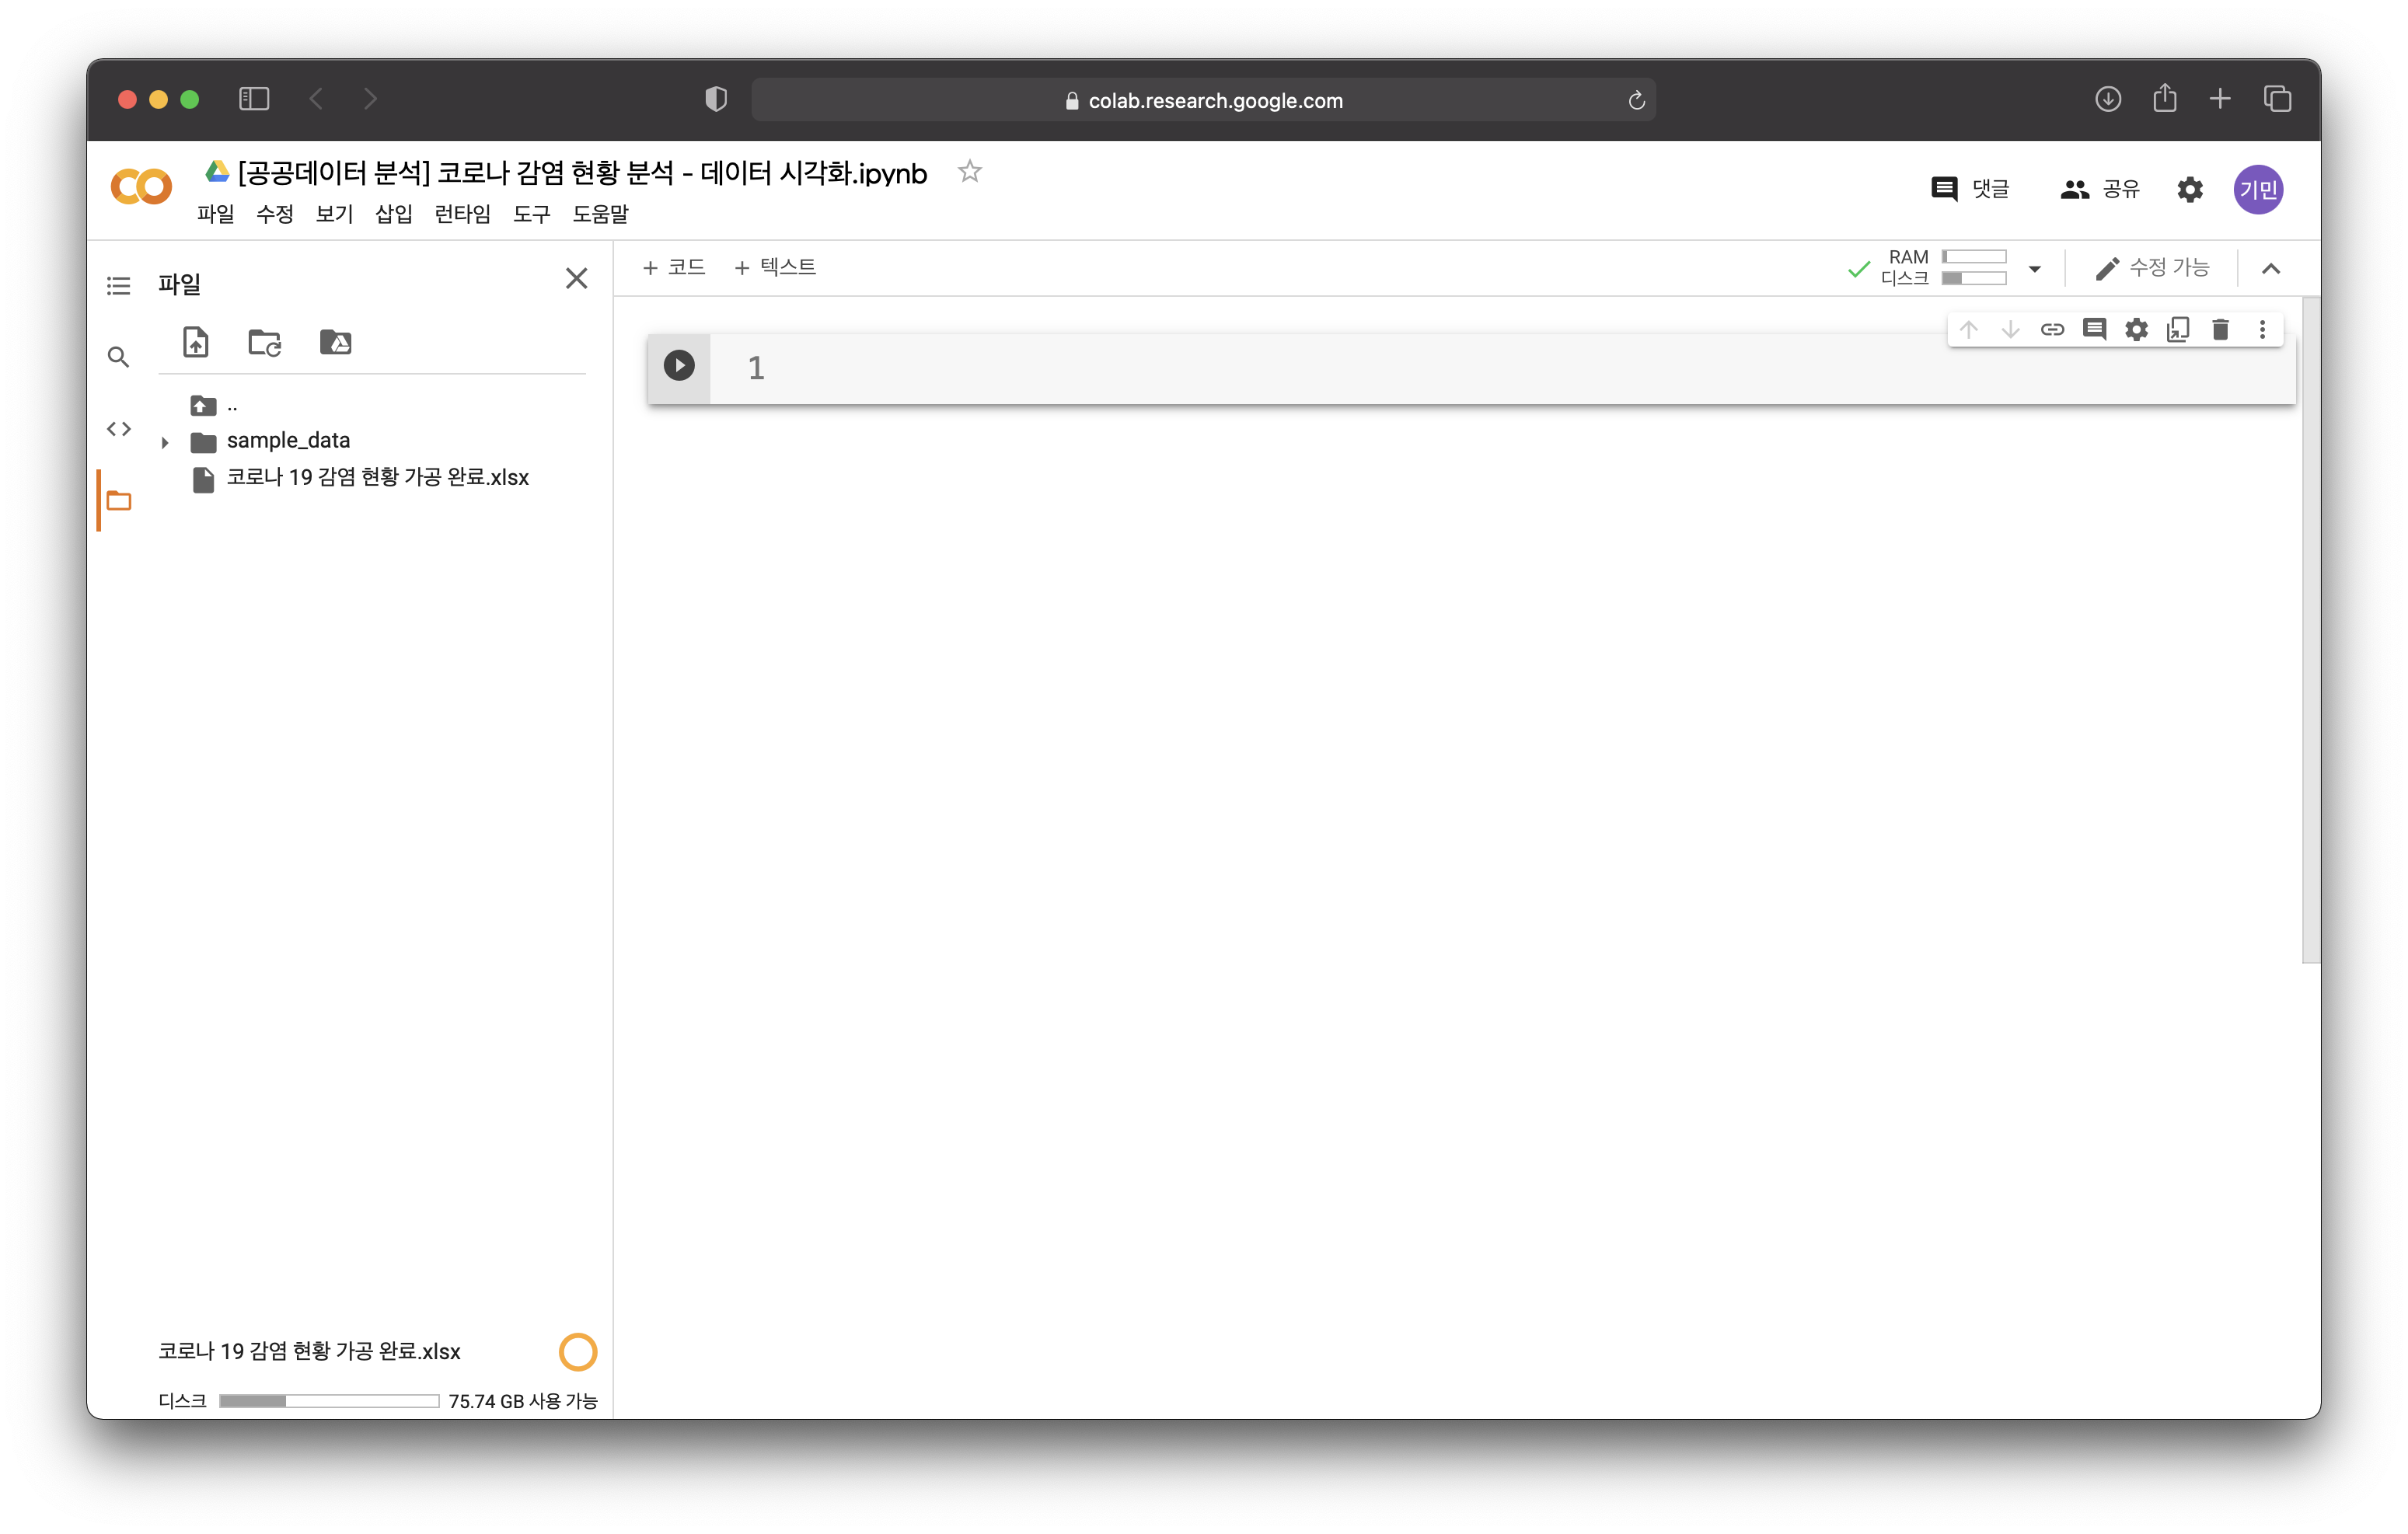 colab.research.google.com
[공공데이터 분석] 코로나 감염 현황 분석 - 데이터 시각화.ipynb
파일 수정 보기 삽입 런타임 도구 도움말
댓글 공유 기민
파일
+ 코드 + 텍스트
RAM
디스크
수정 가능
1
..
sample_data
코로나 19 감염 현황 가공 완료.xlsx
코로나 19 감염 현황 가공 완료.xlsx
디스크 75.74 GB 사용 가능